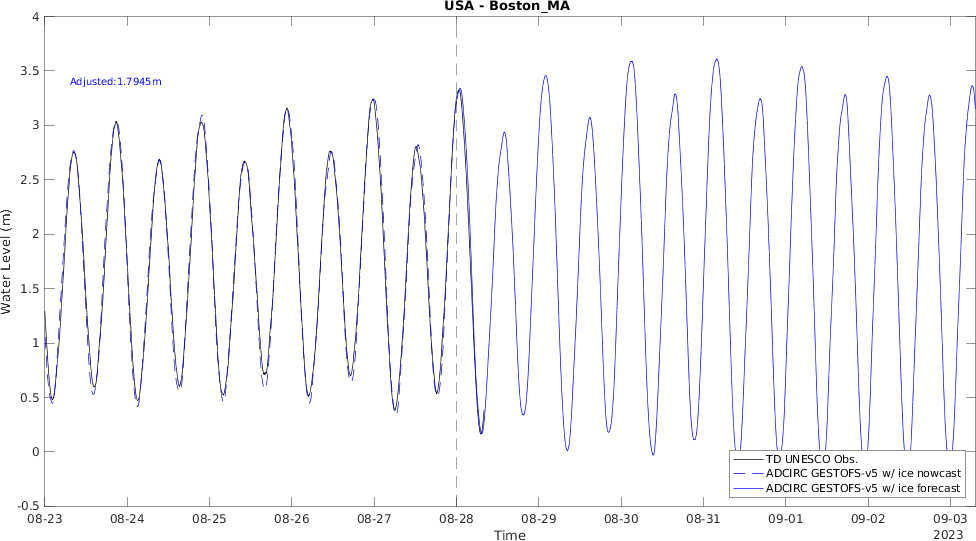 USA - Boston_MA
Adjusted:1.7945m
Water Level (m)
4
3.5
3
2.5
2
1.5
1
0.5
0
-0.5
TD UNESCO Obs.
ADCIRC GESTOFS-v5 w/ ice nowcast
ADCIRC GESTOFS-v5 w/ ice forecast
08-23 08-24 08-25 08-26 08-27 08-28 08-29 08-30 08-31 09-01 09-02 09-03
Time
2023